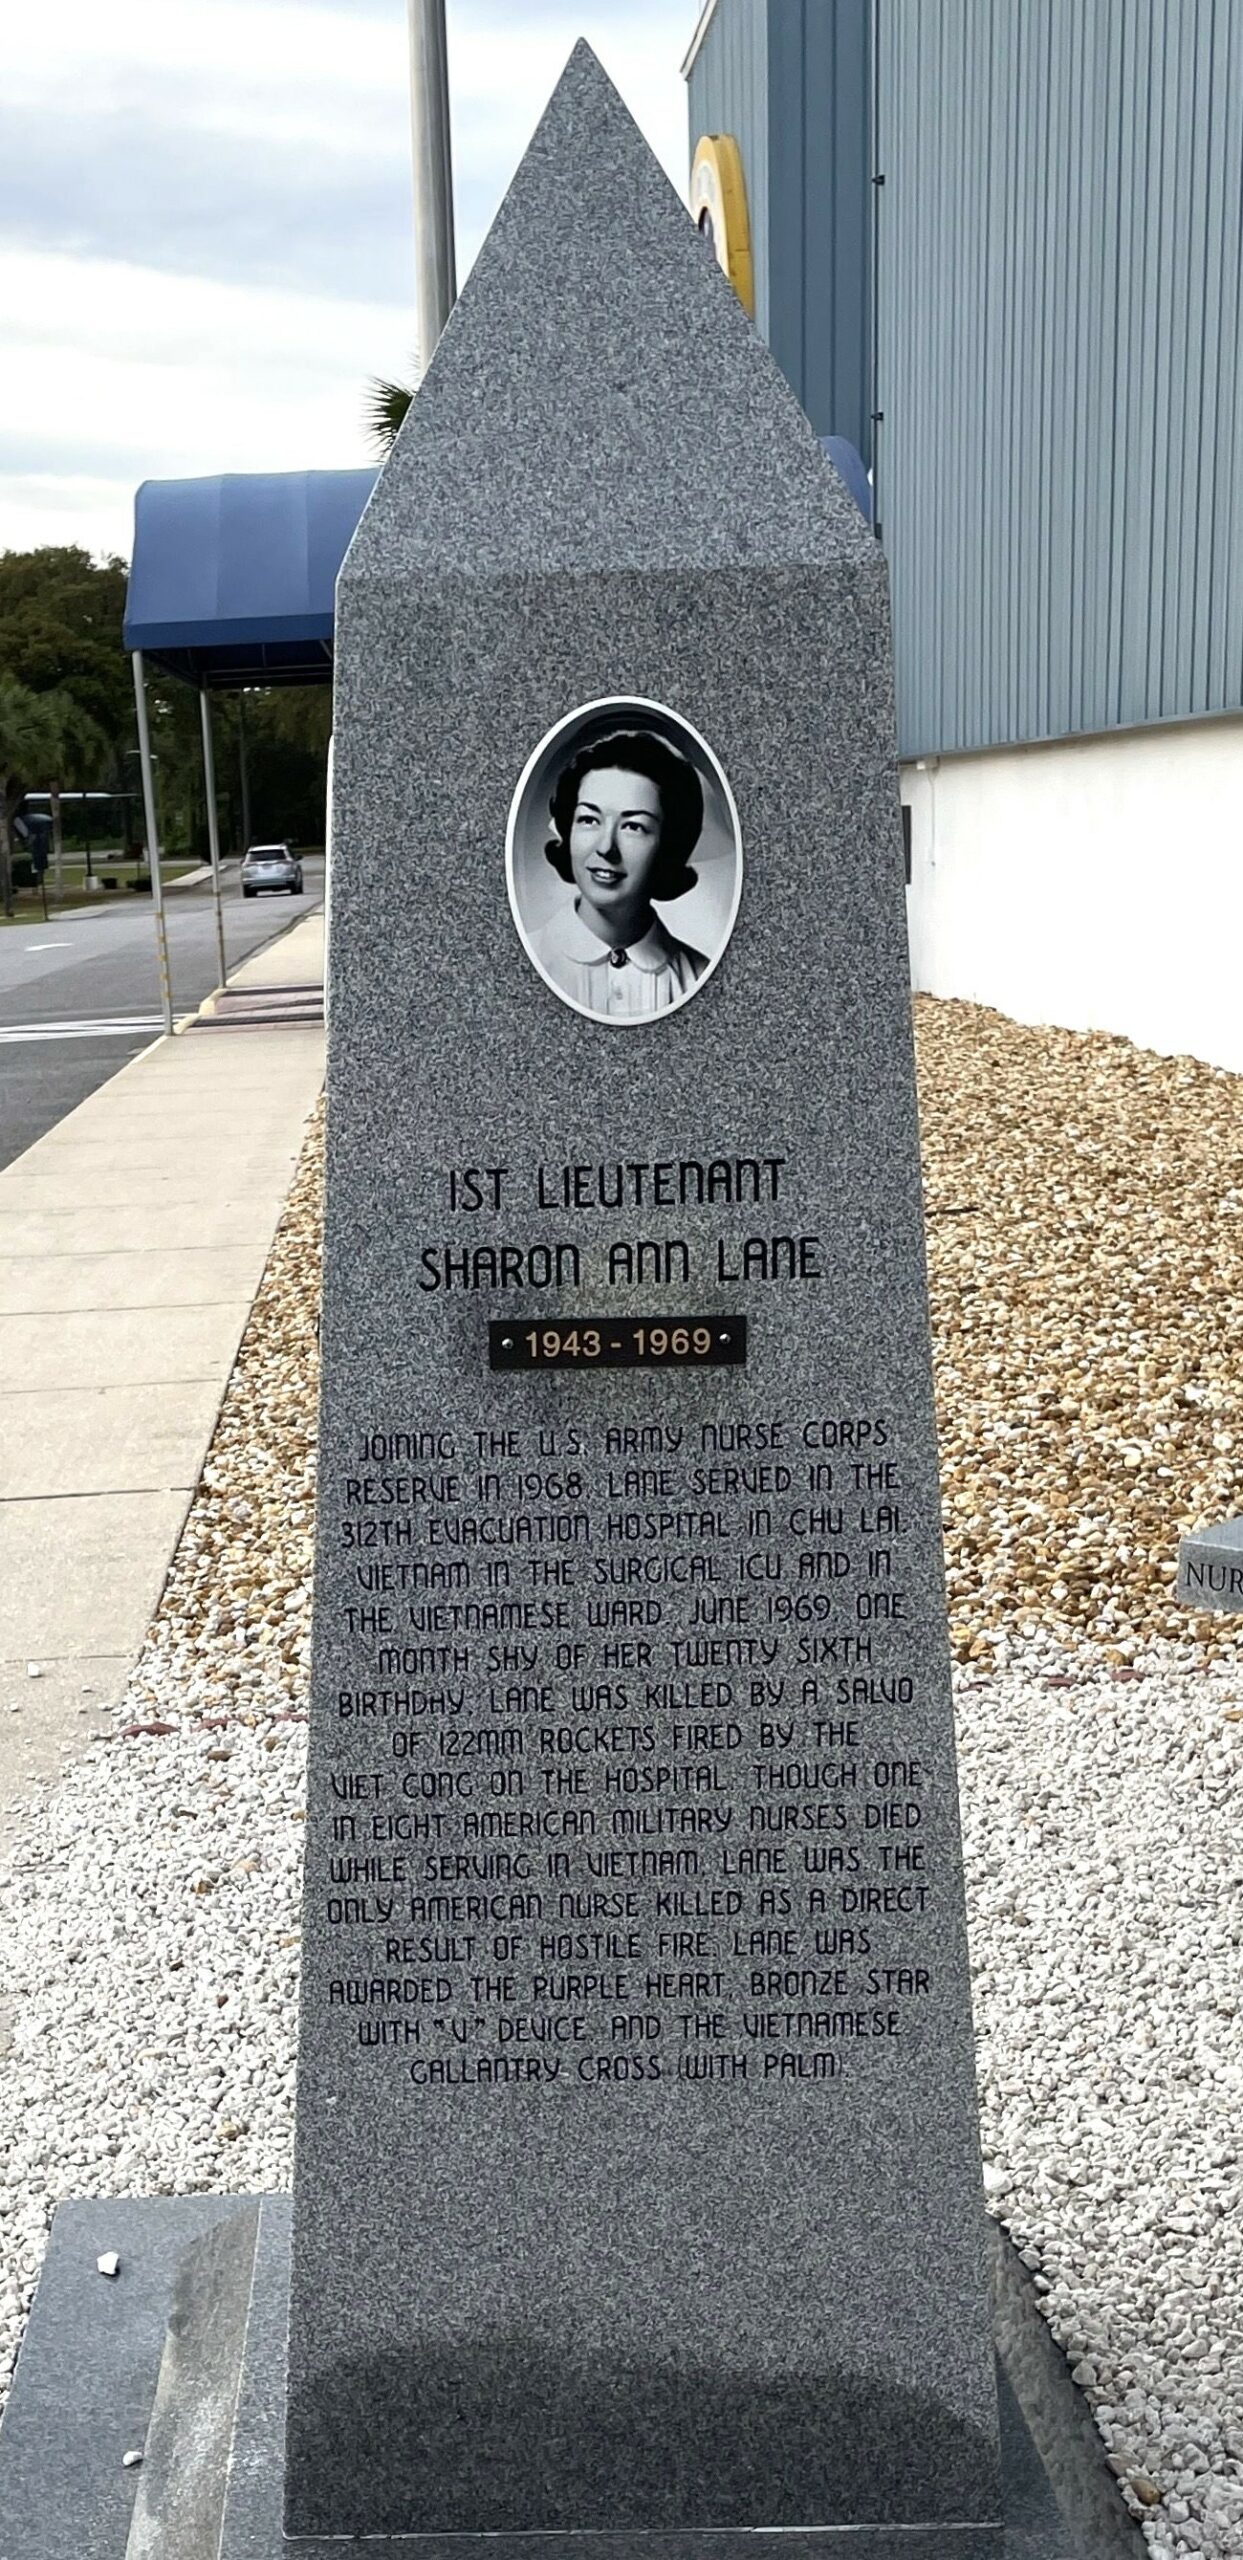 1ST LIEUTENANT
SHARON ANN LANE
1943 - 1969
JOINING THE U.S. ARMY NURSE CORPS
RESERVE IN 1968, LANE SERVED IN THE
312TH EVACUATION HOSPITAL IN CHU LAI,
VIETNAM IN THE SURGICAL ICU AND IN
THE VIETNAMESE WARD. JUNE 1969, ONE
MONTH SHY OF HER TWENTY SIXTH
BIRTHDAY, LANE WAS KILLED BY A SALVO
OF 122MM ROCKETS FIRED BY THE
VIET CONG ON THE HOSPITAL. THOUGH ONE
IN EIGHT AMERICAN MILITARY NURSES DIED
WHILE SERVING IN VIETNAM, LANE WAS THE
ONLY AMERICAN NURSE KILLED AS A DIRECT
RESULT OF HOSTILE FIRE. LANE WAS
AWARDED THE PURPLE HEART, BRONZE STAR
WITH "V" DEVICE AND THE VIETNAMESE
GALLANTRY CROSS (WITH PALM).
NUR